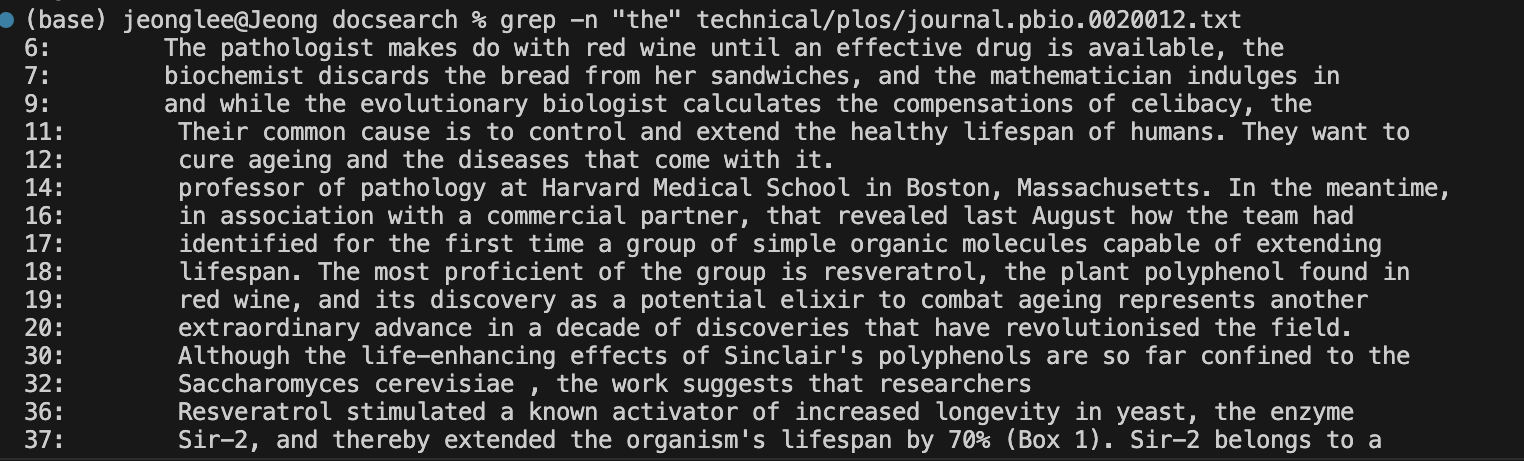 (base) jeonglee@Jeong docsearch % grep -n "the" technical/plos/journal.pbio.0020012.txt
6:       The pathologist makes do with red wine until an effective drug is available, the
7:       biochemist discards the bread from her sandwiches, and the mathematician indulges in
9:       and while the evolutionary biologist calculates the compensations of celibacy, the
11:        Their common cause is to control and extend the healthy lifespan of humans. They want to
12:        cure ageing and the diseases that come with it.
14:        professor of pathology at Harvard Medical School in Boston, Massachusetts. In the meantime,
16:        in association with a commercial partner, that revealed last August how the team had
17:        identified for the first time a group of simple organic molecules capable of extending
18:        lifespan. The most proficient of the group is resveratrol, the plant polyphenol found in
19:        red wine, and its discovery as a potential elixir to combat ageing represents another
20:        extraordinary advance in a decade of discoveries that have revolutionised the field.
30:        Although the life-enhancing effects of Sinclair's polyphenols are so far confined to the
32:        Saccharomyces cerevisiae , the work suggests that researchers
36:        Resveratrol stimulated a known activator of increased longevity in yeast, the enzyme
37:        Sir-2, and thereby extended the organism's lifespan by 70% (Box 1). Sir-2 belongs to a